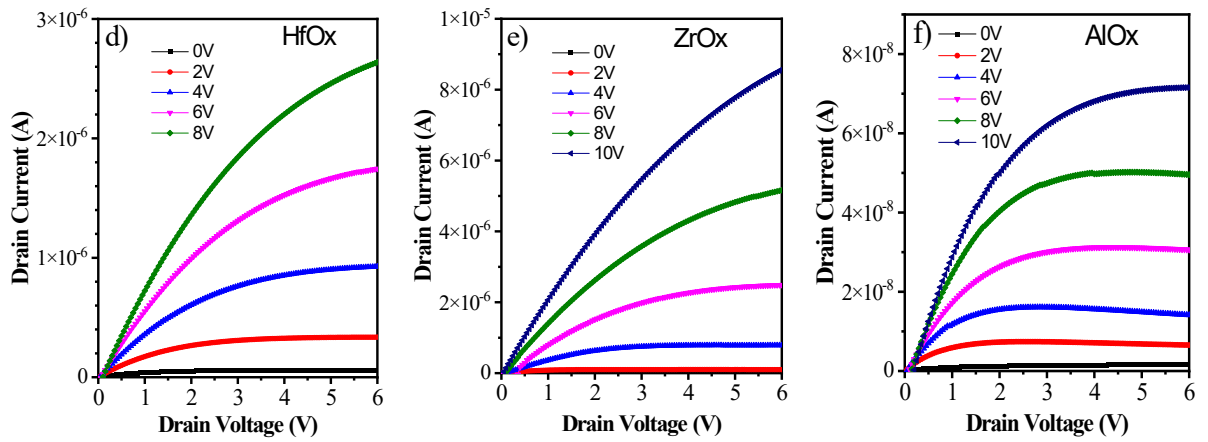 d)
HfOx
0V
2V
4V
6V
8V
3×10⁻⁶
2×10⁻⁶
1×10⁻⁶
0
0 1 2 3 4 5 6
Drain Current (A)
Drain Voltage (V)
e)
ZrOx
0V
2V
4V
6V
8V
10V
1×10⁻⁵
8×10⁻⁶
6×10⁻⁶
4×10⁻⁶
2×10⁻⁶
0
0 1 2 3 4 5 6
Drain Current (A)
Drain Voltage (V)
f)
AlOx
0V
2V
4V
6V
8V
10V
8×10⁻⁸
6×10⁻⁸
4×10⁻⁸
2×10⁻⁸
0
0 1 2 3 4 5 6
Drain Current (A)
Drain Voltage (V)